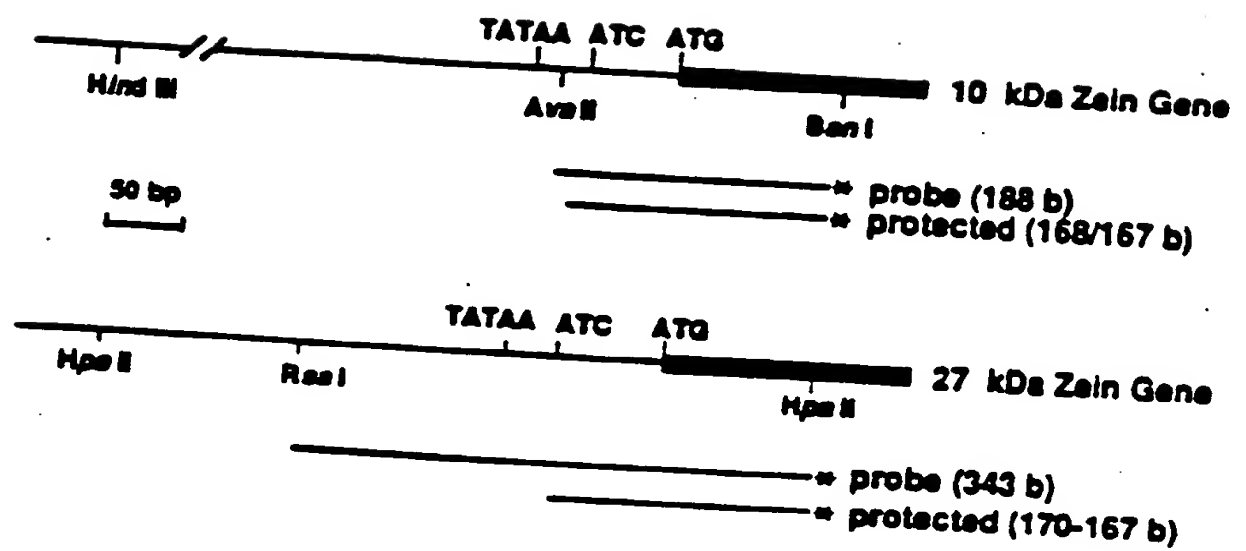 TATAA ATC ATG
Hind III
Ava II
Ban I
10 kDa Zein Gene
50 bp
* probe (188 b)
* protected (168/167 b)
TATAA ATC ATG
Hpa II
Rsa I
Hpa II
27 kDa Zein Gene
* probe (343 b)
* protected (170-167 b)